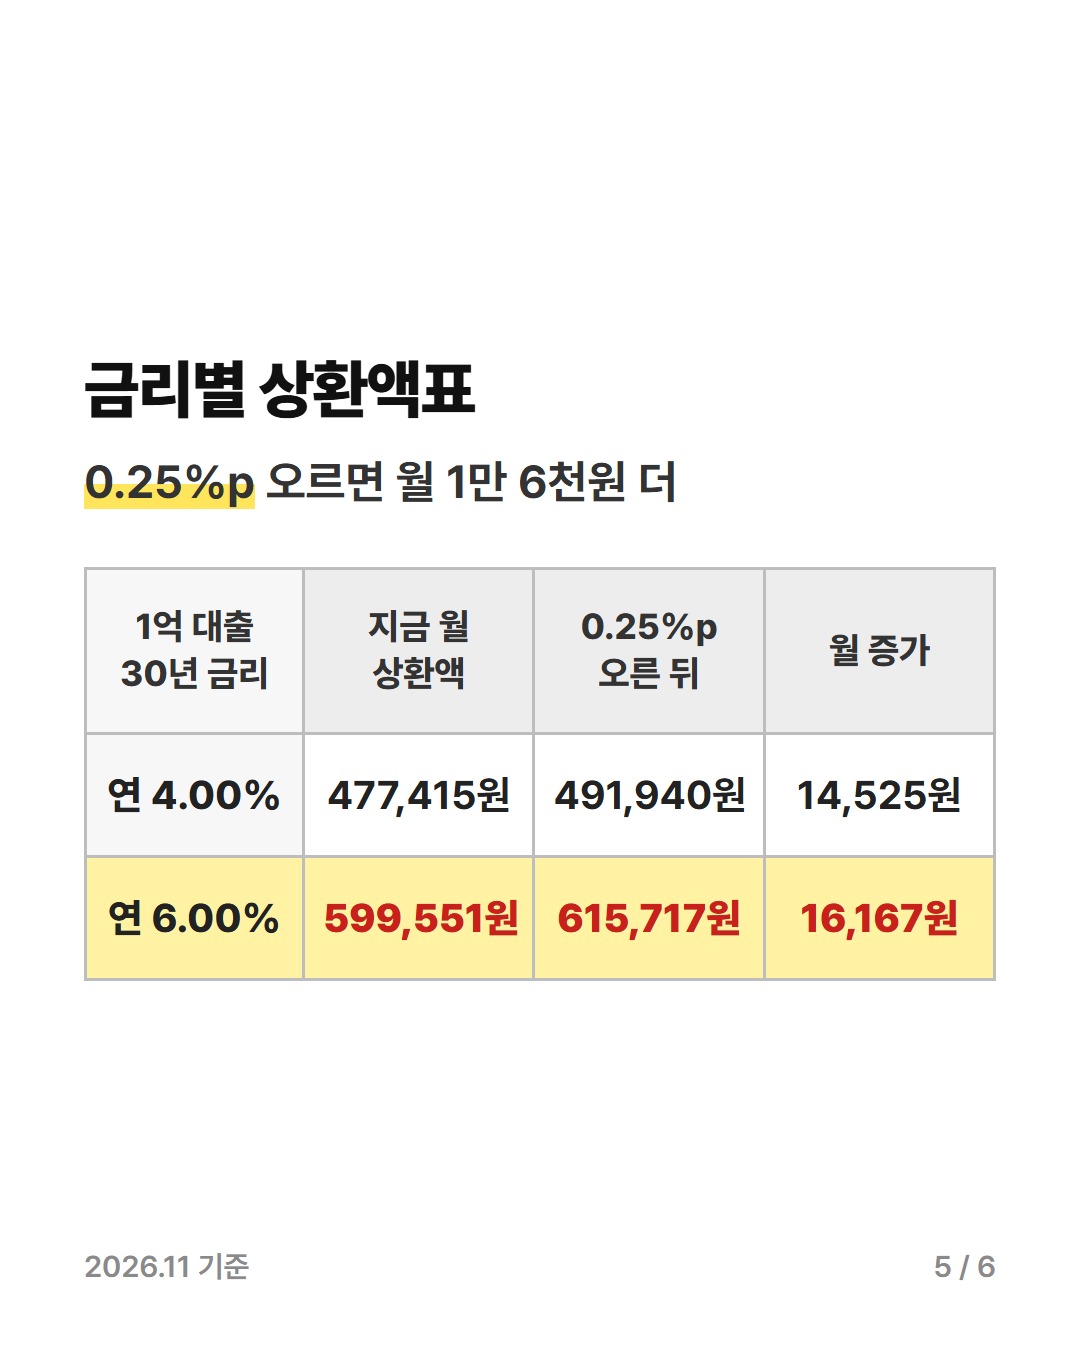 금리별 상환액표
0.25%p 오르면 월 1만 6천원 더
1억 대출
30년 금리
지금 월
상환액
0.25%p
오른 뒤
월 증가
연 4.00%
477,415원
491,940원
14,525원
연 6.00%
599,551원
615,717원
16,167원
2026.11 기준
5 / 6